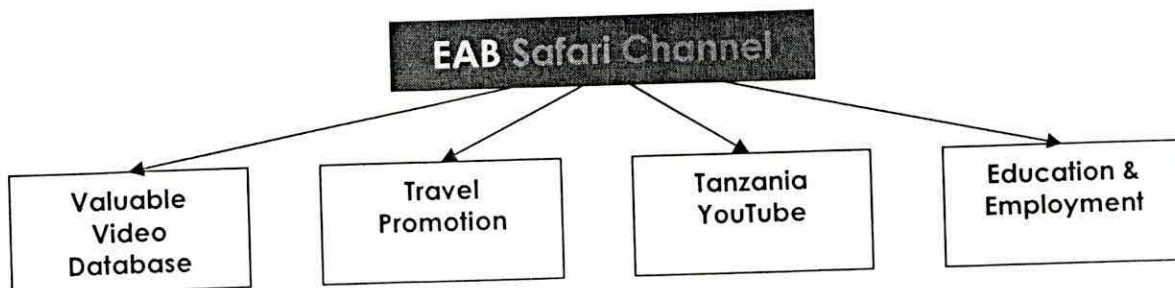 EAB Safari Channel
Valuable
Video
Database
Travel
Promotion
Tanzania
YouTube
Education &
Employment